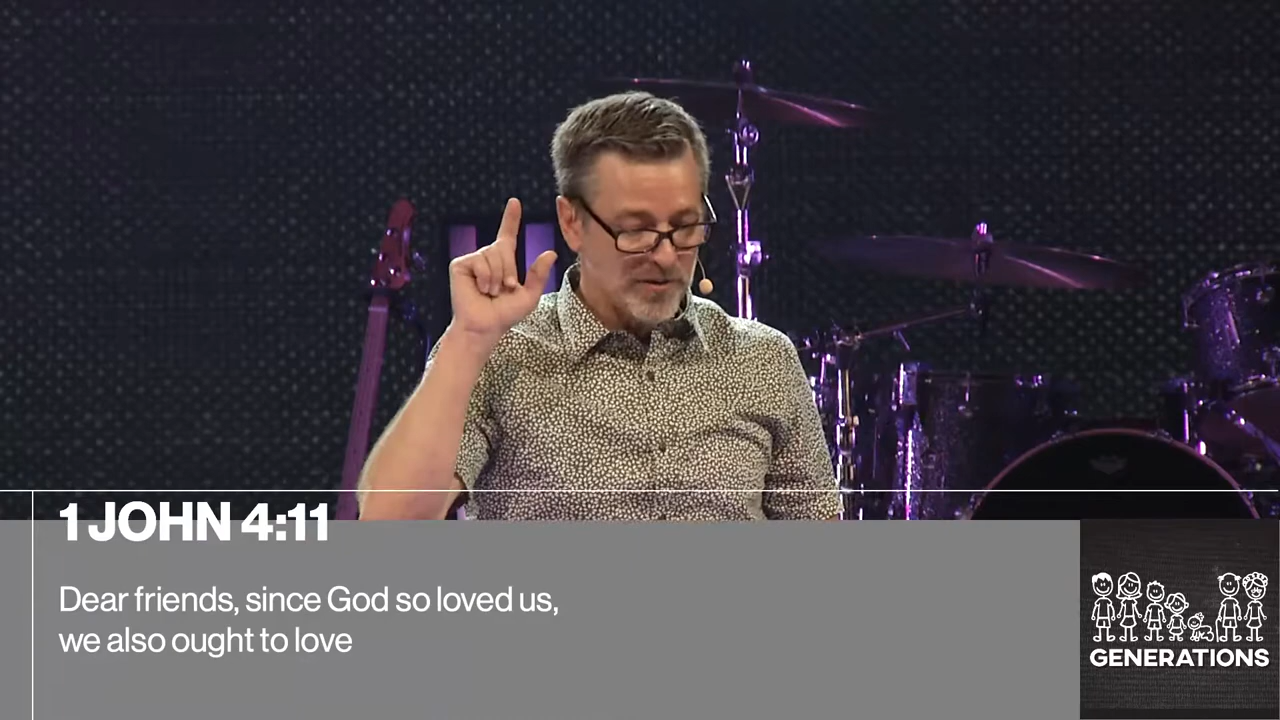 1 JOHN 4:11
Dear friends, since God so loved us,
we also ought to love
GENERATIONS